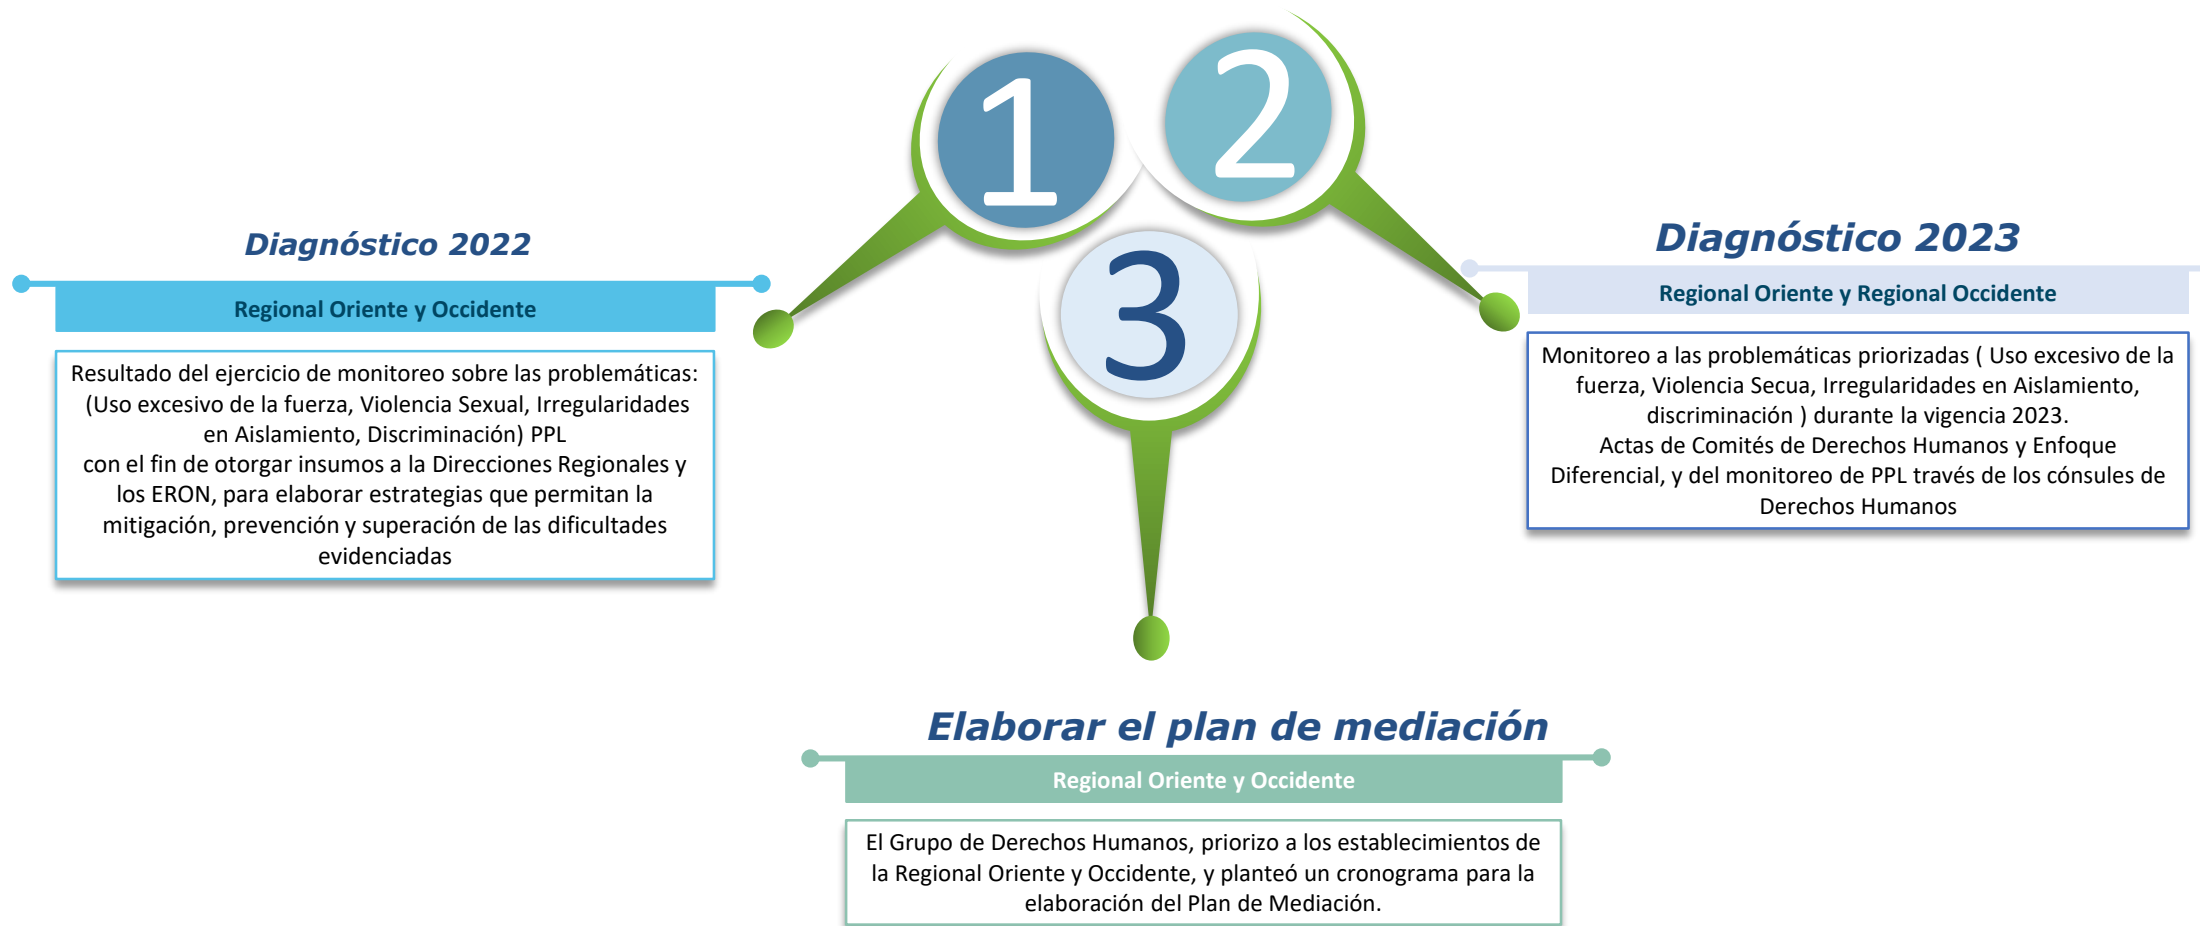 1
2
3
Diagnóstico 2022
Regional Oriente y Occidente
Resultado del ejercicio de monitoreo sobre las problemáticas:
(Uso excesivo de la fuerza, Violencia Sexual, Irregularidades
en Aislamiento, Discriminación) PPL
con el fin de otorgar insumos a la Direcciones Regionales y
los ERON, para elaborar estrategias que permitan la
mitigación, prevención y superación de las dificultades
evidenciadas
Diagnóstico 2023
Regional Oriente y Regional Occidente
Monitoreo a las problemáticas priorizadas ( Uso excesivo de la
fuerza, Violencia Secua, Irregularidades en Aislamiento,
discriminación ) durante la vigencia 2023.
Actas de Comités de Derechos Humanos y Enfoque
Diferencial, y del monitoreo de PPL través de los cónsules de
Derechos Humanos
Elaborar el plan de mediación
Regional Oriente y Occidente
El Grupo de Derechos Humanos, priorizo a los establecimientos de
la Regional Oriente y Occidente, y planteó un cronograma para la
elaboración del Plan de Mediación.